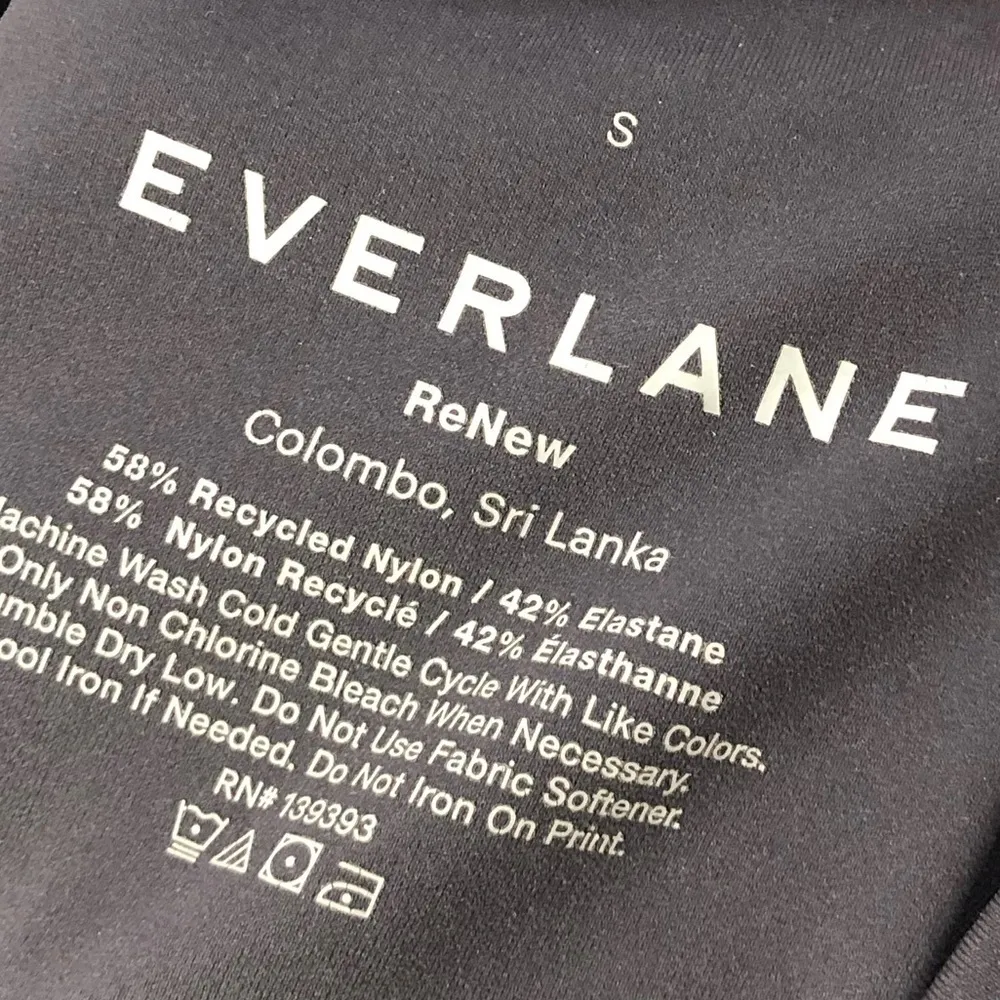 S
EVERLANE
ReNew
Colombo, Sri Lanka
58% Recycled Nylon / 42% Elastane
58% Nylon Recyclé / 42% Élasthanne
achine Wash Cold Gentle Cycle With Like Colors.
Only Non Chlorine Bleach When Necessary.
umble Dry Low. Do Not Use Fabric Softener.
ool Iron If Needed. Do Not Iron On Print.
RN# 139393